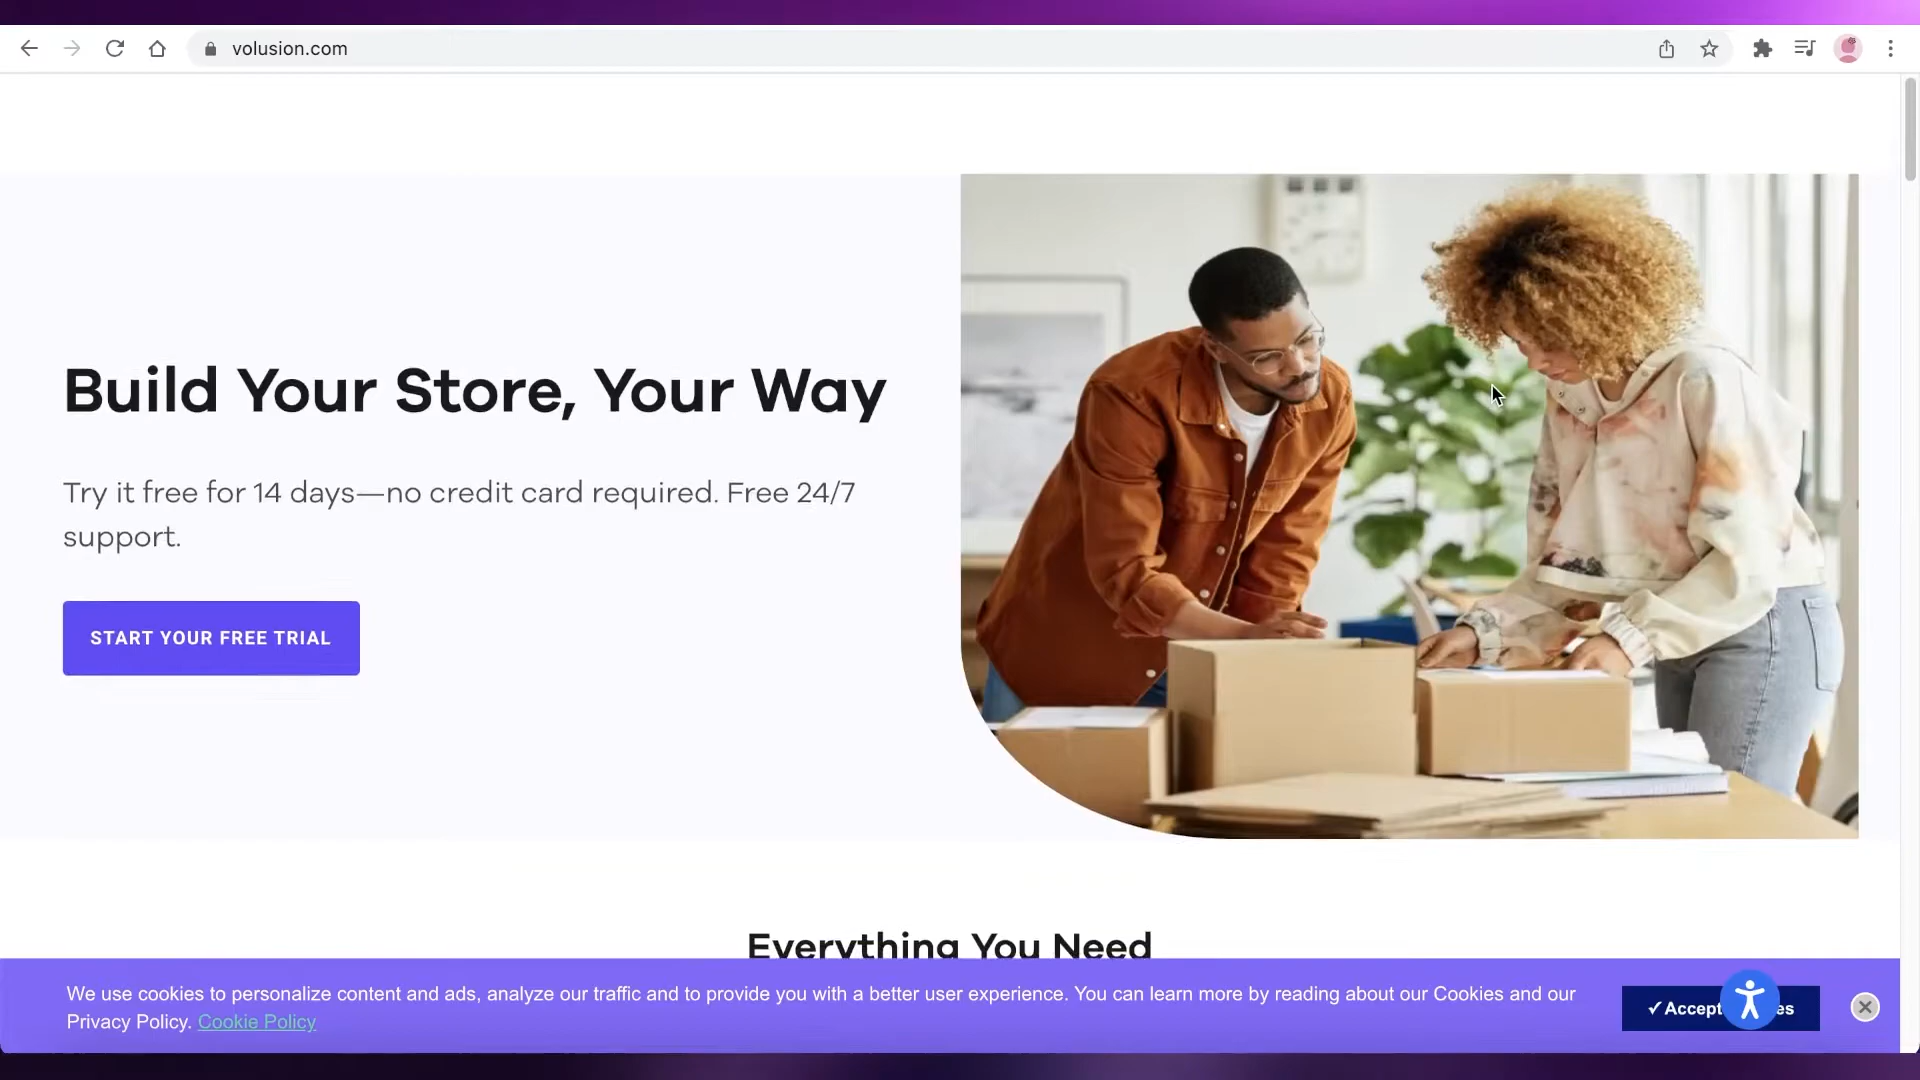 volusion.com
Build Your Store, Your Way
Try it free for 14 days—no credit card required. Free 24/7
support.
START YOUR FREE TRIAL
Everything You Need
We use cookies to personalize content and ads, analyze our traffic and to provide you with a better user experience. You can learn more by reading about our Cookies and our
Privacy Policy. Cookie Policy
✓Accept